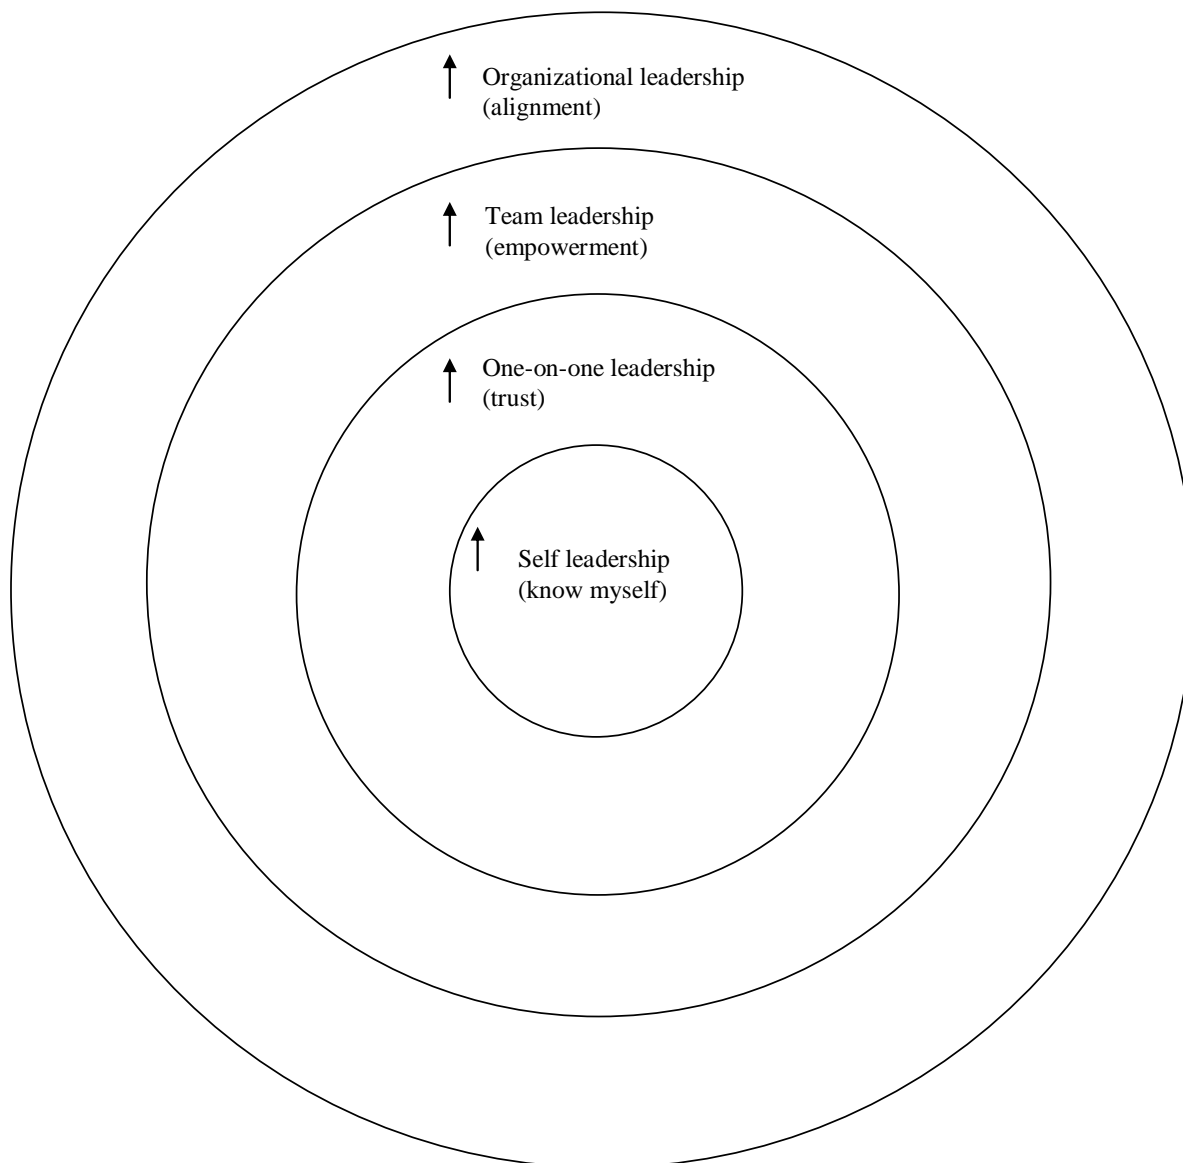 Organizational leadership
(alignment)
Team leadership
(empowerment)
One-on-one leadership
(trust)
Self leadership
(know myself)